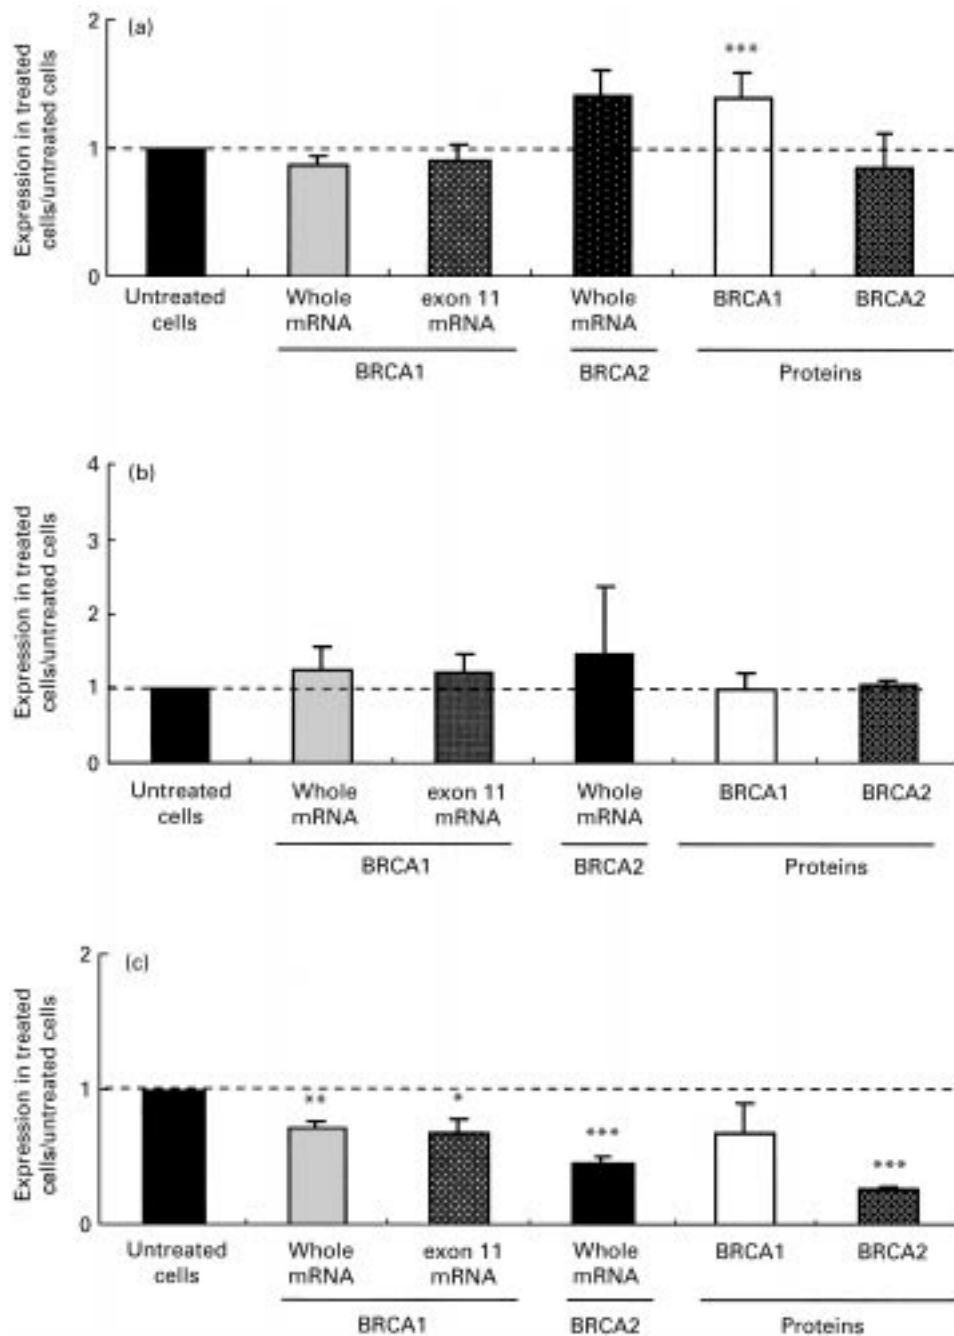 (a)
Expression in treated
cells/untreated cells
2
1
0
***
Untreated
cells
Whole
mRNA
exon 11
mRNA
Whole
mRNA
BRCA1
BRCA2
BRCA1
BRCA2
Proteins
(b)
Expression in treated
cells/untreated cells
4
3
2
1
0
Untreated
cells
Whole
mRNA
exon 11
mRNA
Whole
mRNA
BRCA1
BRCA2
BRCA1
BRCA2
Proteins
(c)
Expression in treated
cells/untreated cells
2
1
0
**
*
***
***
Untreated
cells
Whole
mRNA
exon 11
mRNA
Whole
mRNA
BRCA1
BRCA2
BRCA1
BRCA2
Proteins